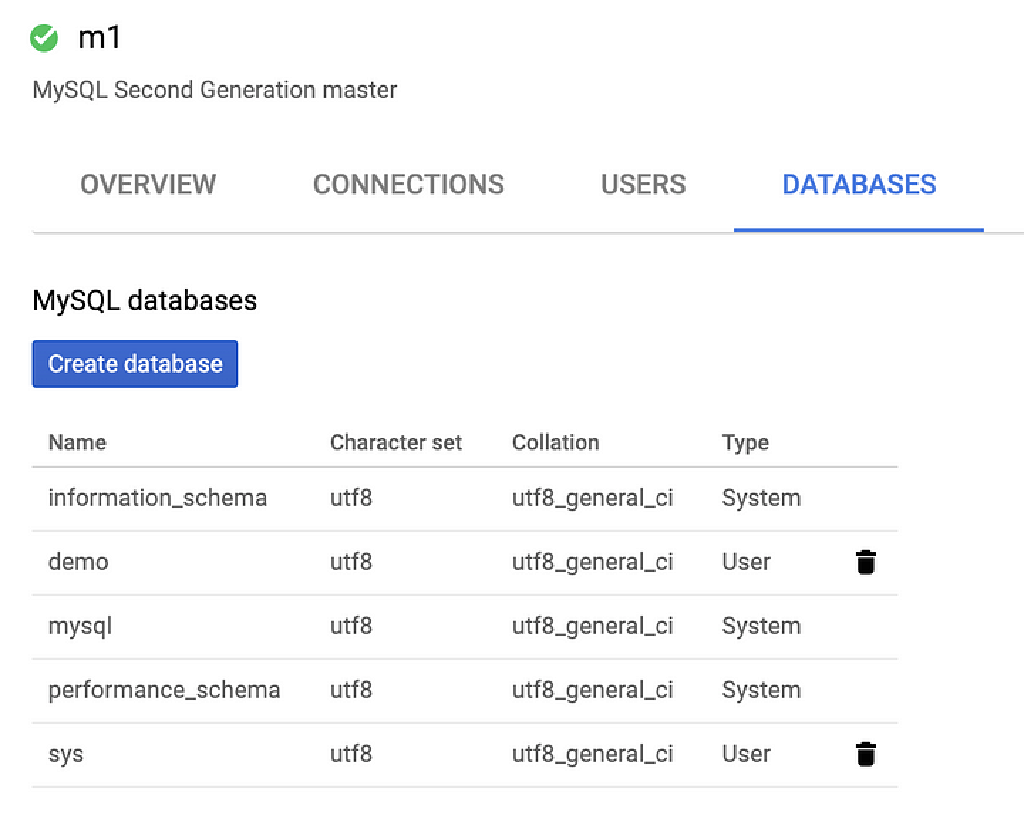 m1
MySQL Second Generation master
OVERVIEW CONNECTIONS USERS DATABASES
MySQL databases
Create database
Name Character set Collation Type
information_schema utf8 utf8_general_ci System
demo utf8 utf8_general_ci User
mysql utf8 utf8_general_ci System
performance_schema utf8 utf8_general_ci System
sys utf8 utf8_general_ci User